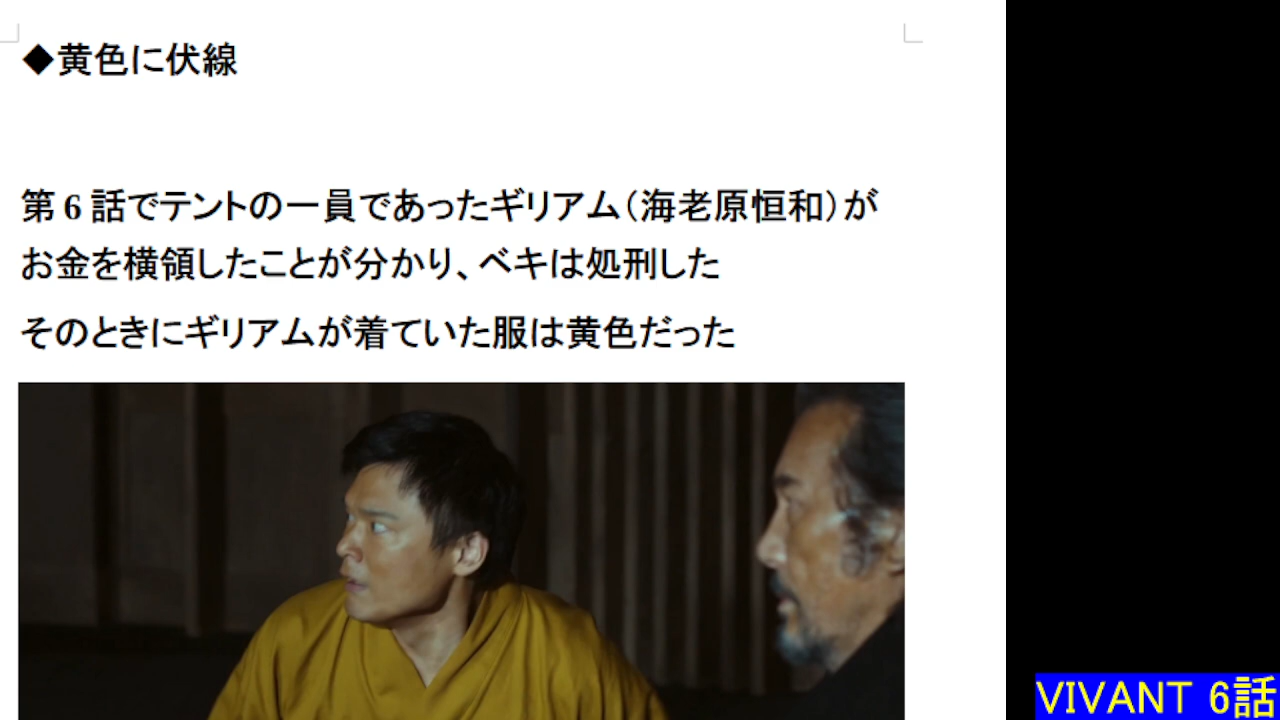 ◆黄色に伏線
第6話でテントの一員であったギリアム（海老原恒和）が
お金を横領したことが分かり、ベキは処刑した
そのときにギリアムが着ていた服は黄色だった
VIVANT 6話